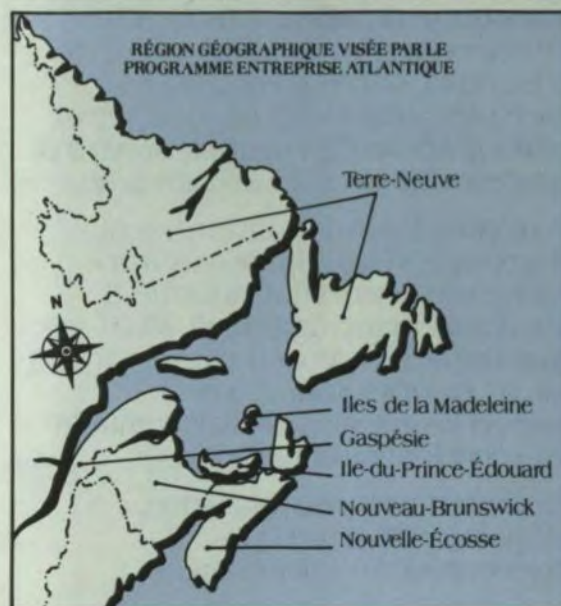 RÉGION GÉOGRAPHIQUE VISÉE PAR LE
PROGRAMME ENTREPRISE ATLANTIQUE
Terre-Neuve
N
Iles de la Madeleine
Gaspésie
Ile-du-Prince-Édouard
Nouveau-Brunswick
Nouvelle-Écosse